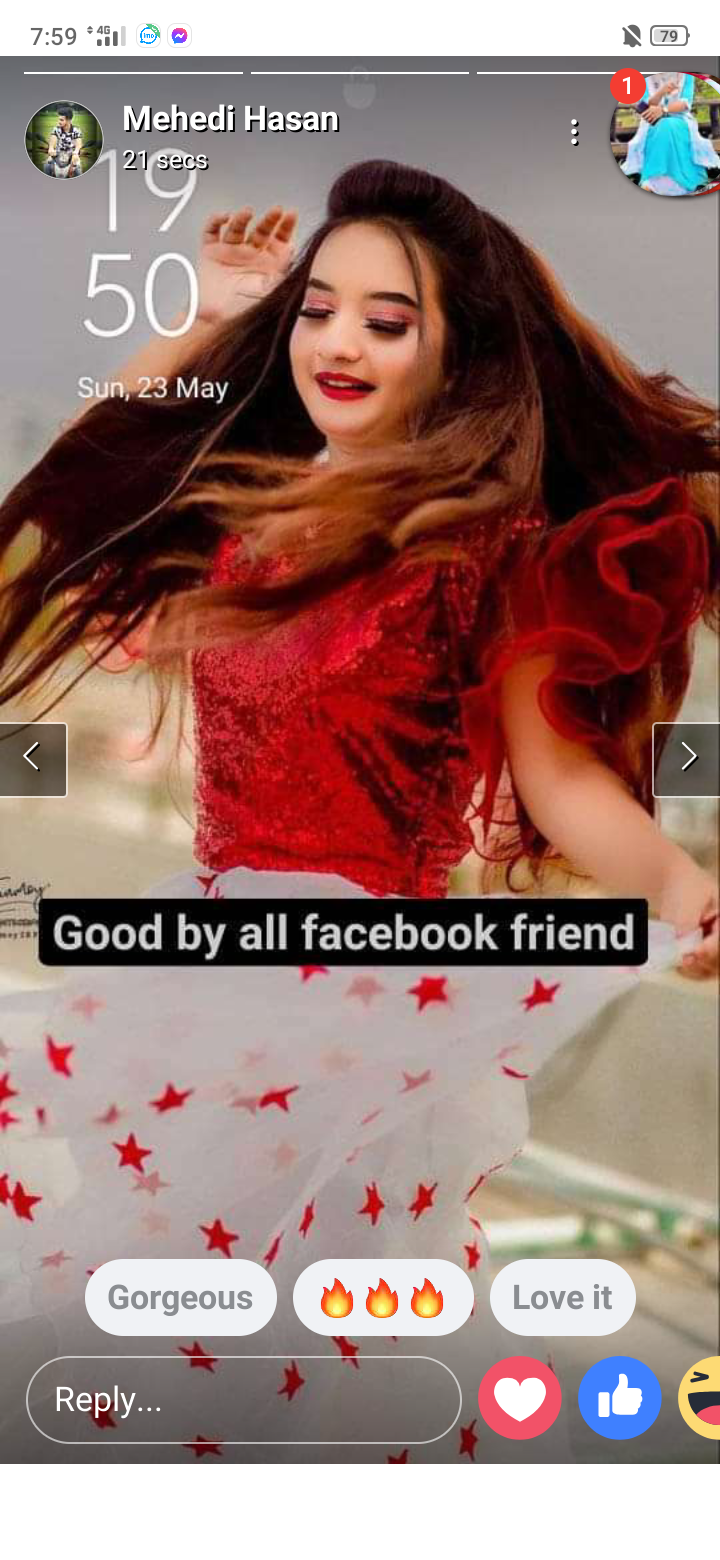 7:59 4G imo 79
1
Mehedi Hasan
21 secs
19
50
Sun, 23 May
Good by all facebook friend
Gorgeous
Love it
Reply...